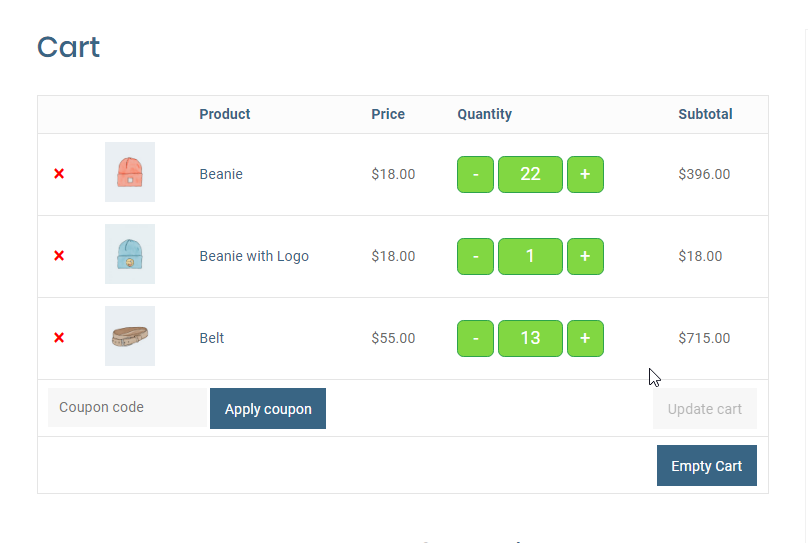 Cart
Product Price Quantity Subtotal
Beanie $18.00 - 22 + $396.00
Beanie with Logo $18.00 - 1 + $18.00
Belt $55.00 - 13 + $715.00
Coupon code Apply coupon Update cart
Empty Cart